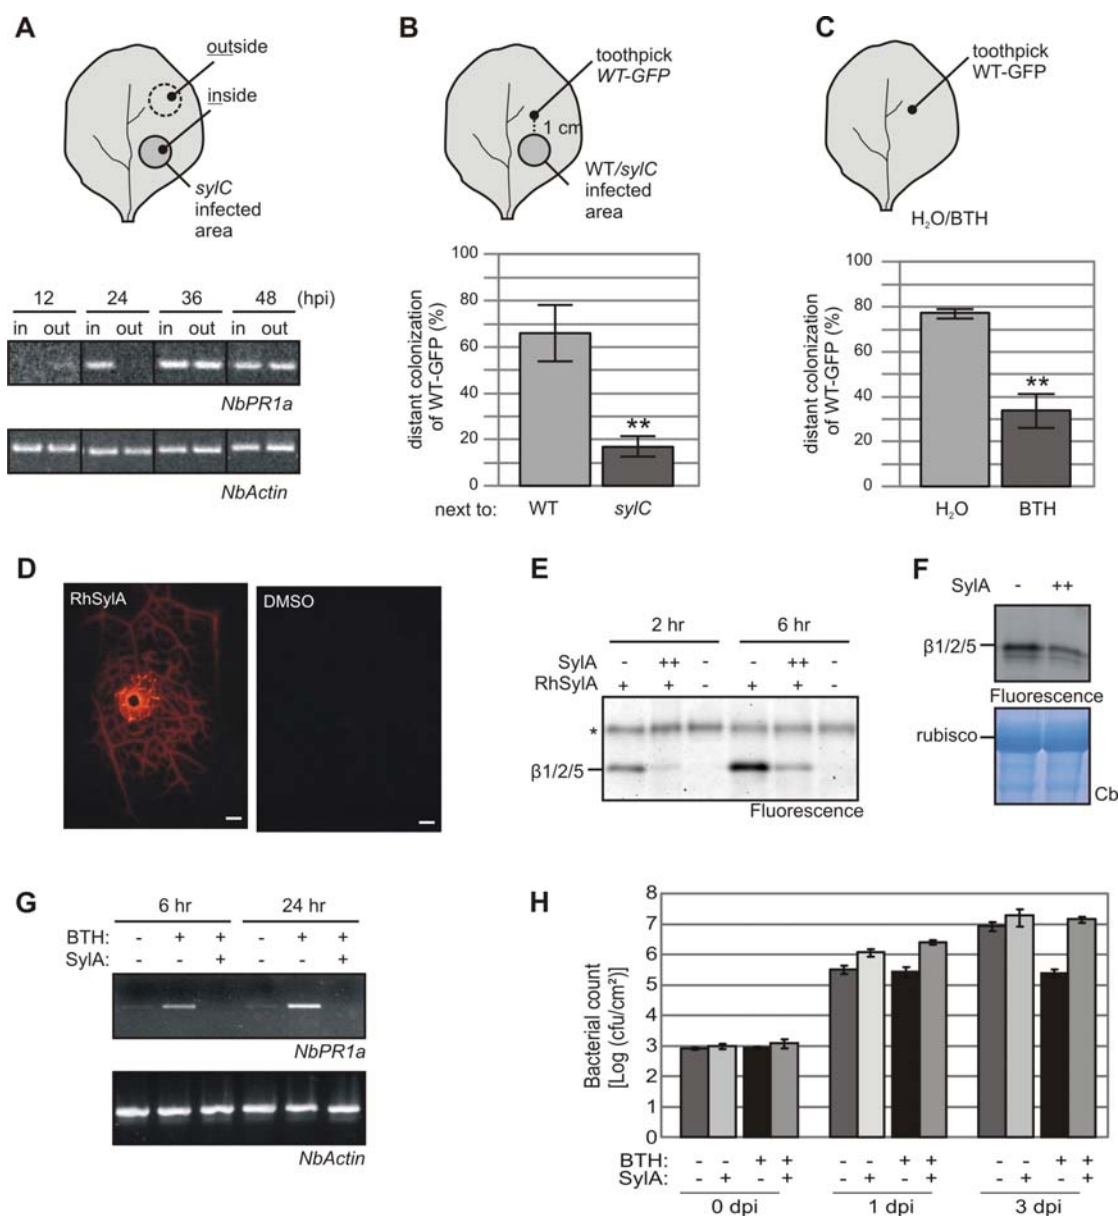 A
outside
inside
sylC
infected
area
12 24 36 48 (hpi)
in out in out in out in out
NbPR1a
NbActin
B
toothpick
WT-GFP
1 cm
WT/sylC
infected
area
distant colonization
of WT-GFP (%)
100
80
60
40
20
0
**
next to: WT sylC
C
toothpick
WT-GFP
H₂O/BTH
distant colonization
of WT-GFP (%)
100
80
60
40
20
0
**
H₂O BTH
D
RhSylA
DMSO
E
2 hr 6 hr
SylA - ++ - - ++ -
RhSylA + + - + + -
*
β1/2/5
Fluorescence
F
SylA - ++
β1/2/5
Fluorescence
rubisco
Cb
G
6 hr 24 hr
BTH: - + + - + +
SylA: - - + - - +
NbPR1a
NbActin
H
Bacterial count
[Log (cfu/cm²)]
8
7
6
5
4
3
2
1
0
BTH: - - + + - - + + - - + +
SylA: - + - + - + - + - + - +
0 dpi 1 dpi 3 dpi